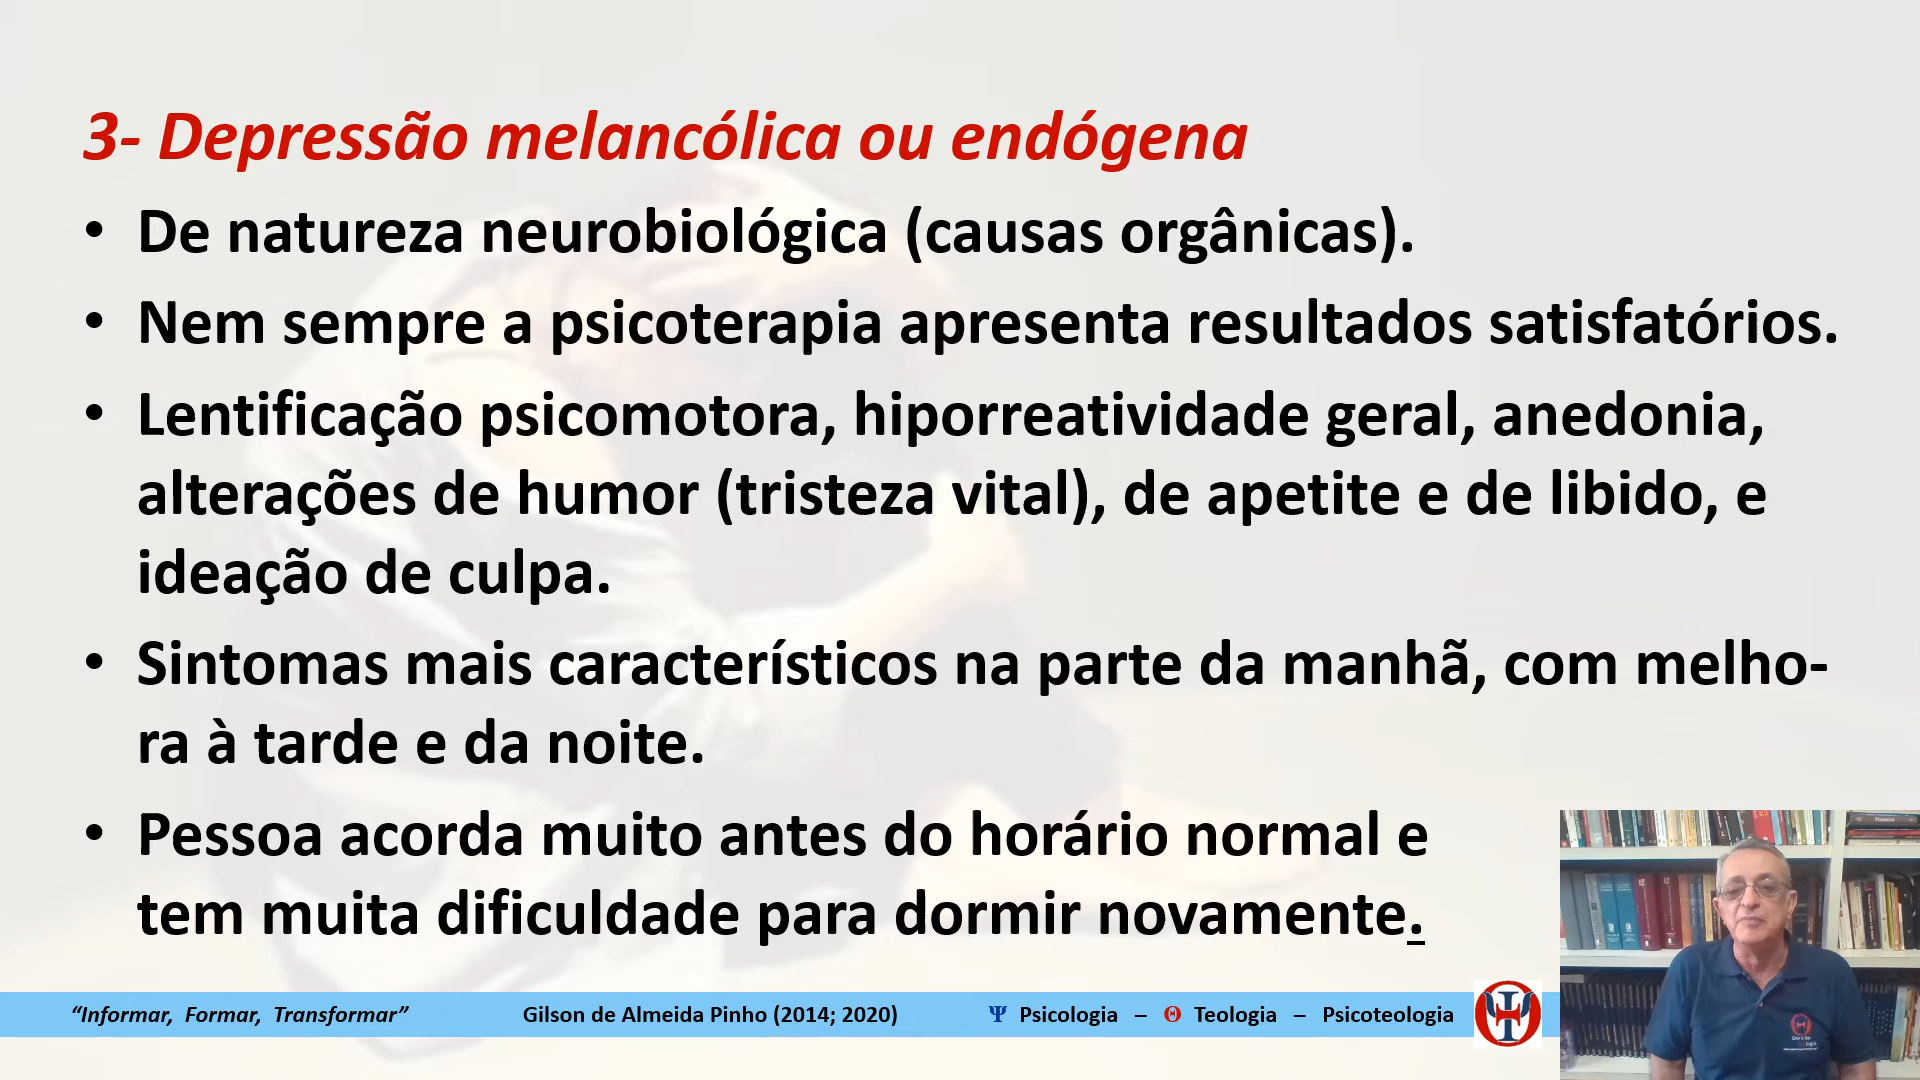 3- Depressão melancólica ou endógena
• De natureza neurobiológica (causas orgânicas).
• Nem sempre a psicoterapia apresenta resultados satisfatórios.
• Lentificação psicomotora, hiporreatividade geral, anedonia,
alterações de humor (tristeza vital), de apetite e de libido, e
ideação de culpa.
• Sintomas mais característicos na parte da manhã, com melho-
ra à tarde e da noite.
• Pessoa acorda muito antes do horário normal e
tem muita dificuldade para dormir novamente.
“Informar, Formar, Transformar” Gilson de Almeida Pinho (2014; 2020) Ψ Psicologia – Θ Teologia – Psicoteologia